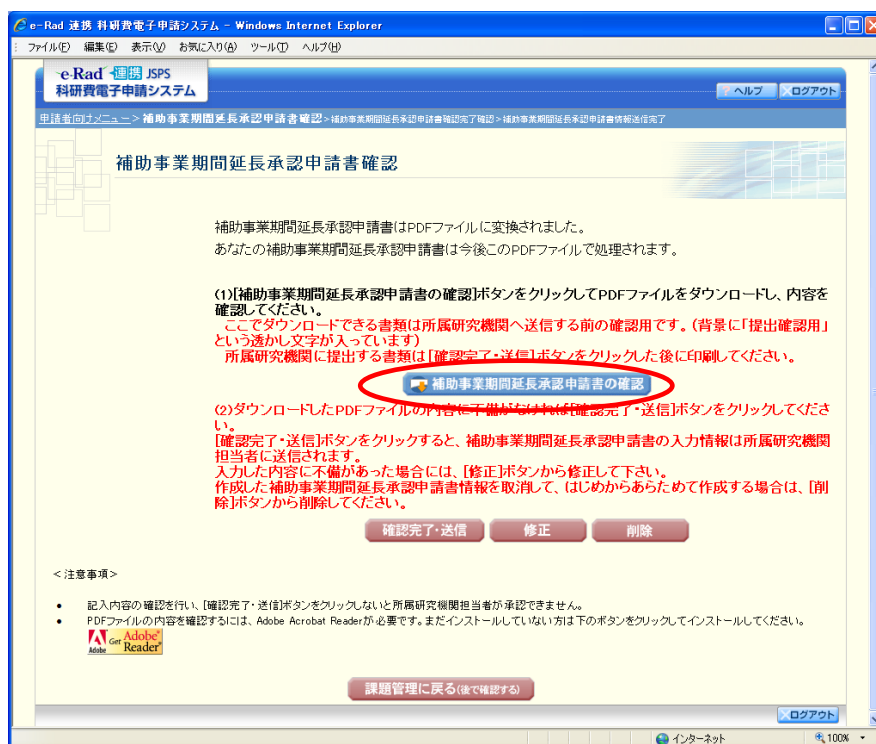 e-Rad 連携 科研費電子申請システム - Windows Internet Explorer
ファイル(F) 編集(E) 表示(V) お気に入り(A) ツール(T) ヘルプ(H)
e-Rad 連携 JSPS
科研費電子申請システム
ヘルプ ログアウト
申請者向けメニュー>補助事業期間延長承認申請書確認>補助事業期間延長承認申請書確認完了確認>補助事業期間延長承認申請書情報送信完了
補助事業期間延長承認申請書確認
補助事業期間延長承認申請書はPDFファイルに変換されました。
あなたの補助事業期間延長承認申請書は今後このPDFファイルで処理されます。
(1)[補助事業期間延長承認申請書の確認]ボタンをクリックしてPDFファイルをダウンロードし、内容を
確認してください。
ここでダウンロードできる書類は所属研究機関へ送信する前の確認用です。(背景に「提出確認用」
という透かし文字が入っています)
所属研究機関に提出する書類は[確認完了・送信]ボタンをクリックした後に印刷してください。
補助事業期間延長承認申請書の確認
(2)ダウンロードしたPDFファイルの内容に不備がなければ[確認完了・送信]ボタンをクリックしてくださ
い。
[確認完了・送信]ボタンをクリックすると、補助事業期間延長承認申請書の入力情報は所属研究機関
担当者に送信されます。
入力した内容に不備があった場合には、[修正]ボタンから修正して下さい。
作成した補助事業期間延長承認申請書情報を取消して、はじめからあらためて作成する場合は、[削
除]ボタンから削除してください。
確認完了・送信 修正 削除
<注意事項>
• 記入内容の確認を行い、[確認完了・送信]ボタンをクリックしないと所属研究機関担当者が承認できません。
• PDFファイルの内容を確認するには、Adobe Acrobat Readerが必要です。まだインストールしていない方は下のボタンをクリックしてインストールしてください。
Adobe Get Adobe® Reader®
課題管理に戻る(後で確認する)
ログアウト
インターネット 100%